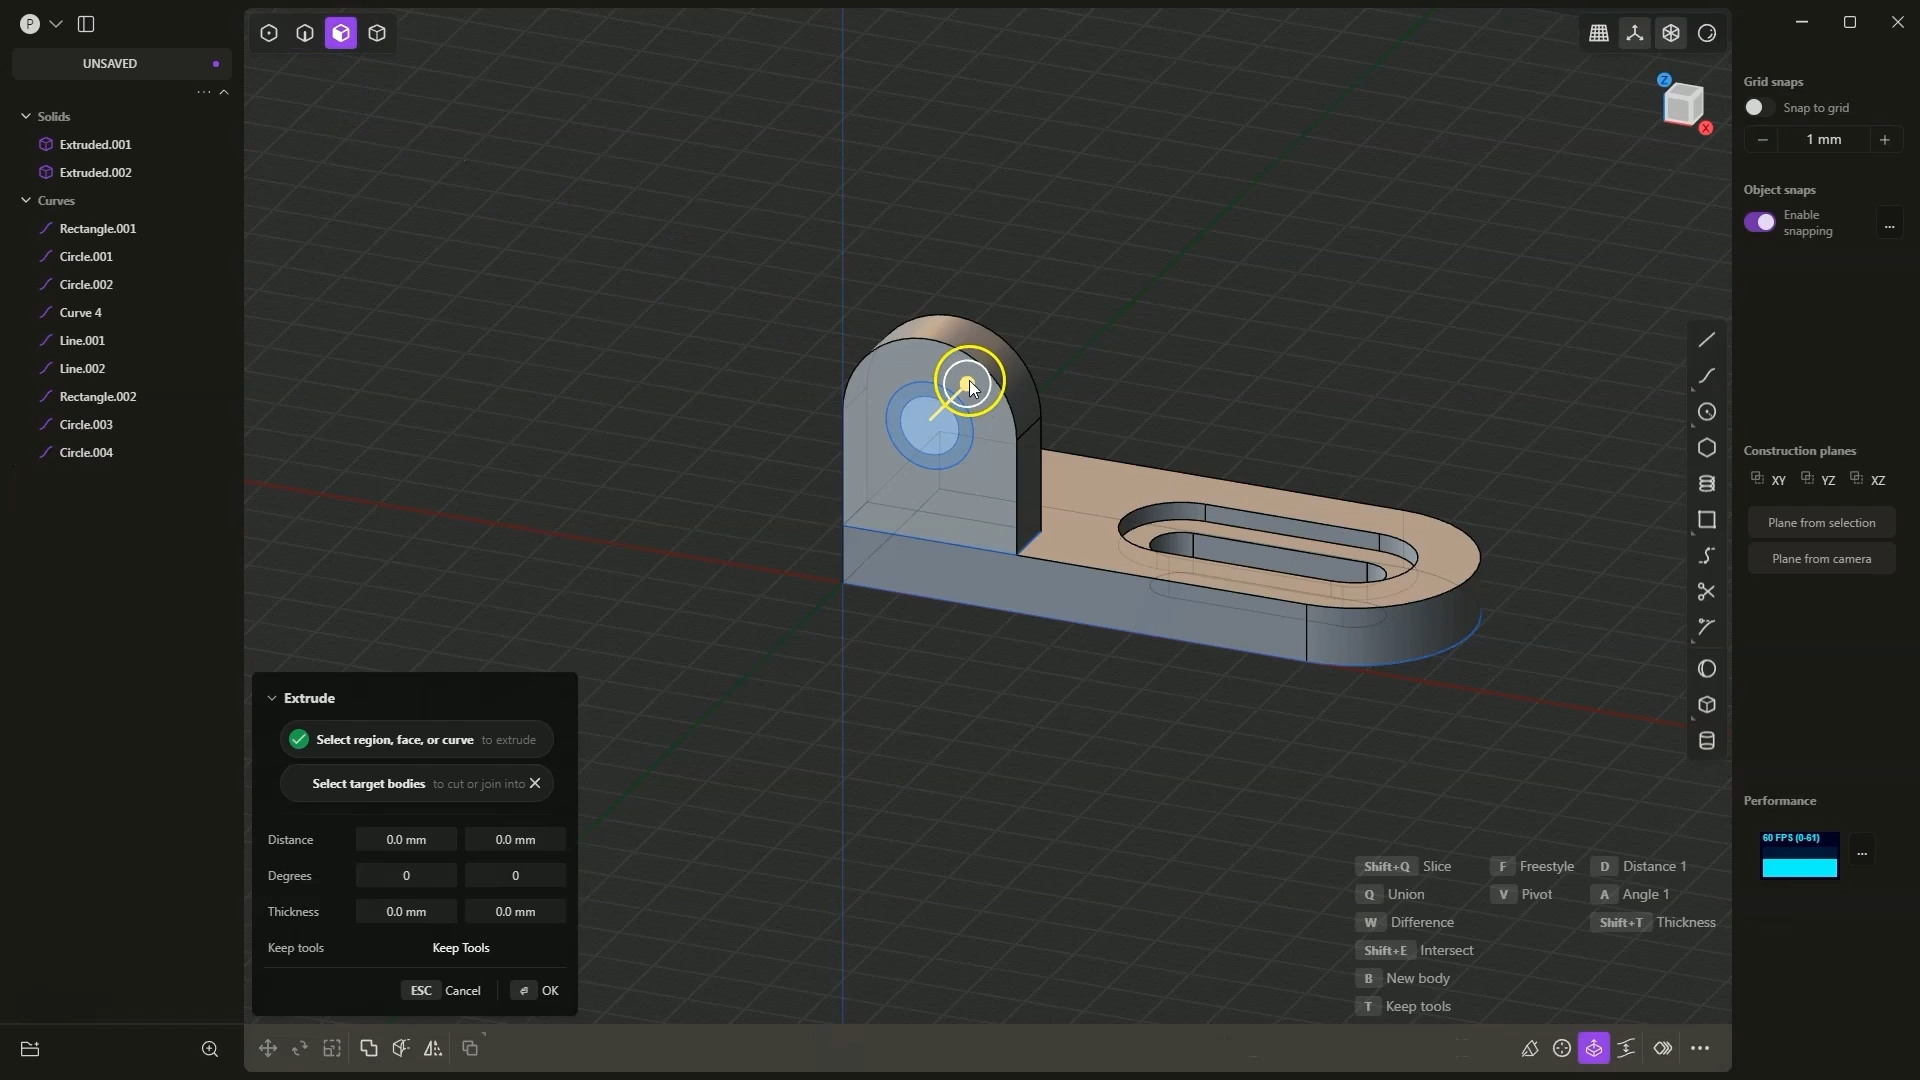 P
UNSAVED
Solids
Extruded.001
Extruded.002
Curves
Rectangle.001
Circle.001
Circle.002
Curve 4
Line.001
Line.002
Rectangle.002
Circle.003
Circle.004
Z
X
Grid snaps
Snap to grid
1 mm
Object snaps
Enable
snapping
Construction planes
XY YZ XZ
Plane from selection
Plane from camera
Performance
60 FPS (0-61)
Extrude
Select region, face, or curve to extrude
Select target bodies to cut or join into
Distance 0.0 mm 0.0 mm
Degrees 0 0
Thickness 0.0 mm 0.0 mm
Keep tools Keep Tools
ESC Cancel OK
Shift+Q Slice F Freestyle D Distance 1
Q Union V Pivot A Angle 1
W Difference Shift+T Thickness
Shift+E Intersect
B New body
T Keep tools